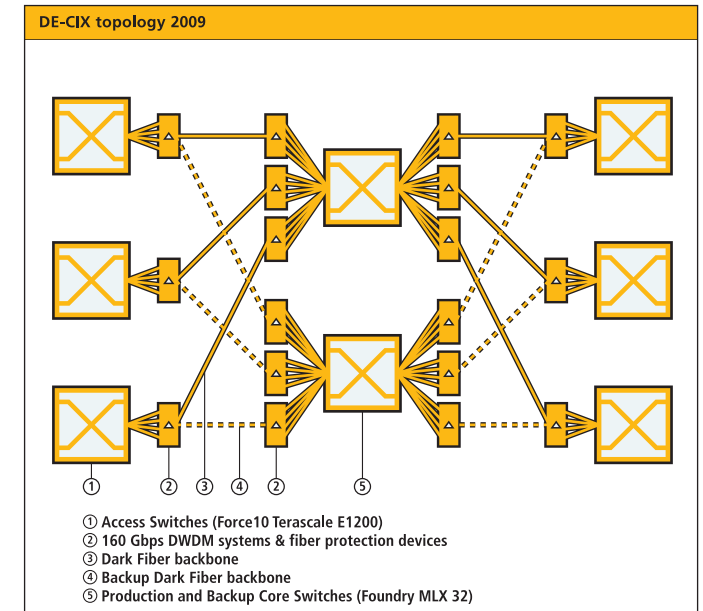 DE-CIX topology 2009
① ② ③ ④ ② ⑤
① Access Switches (Force10 Terascale E1200)
② 160 Gbps DWDM systems & fiber protection devices
③ Dark Fiber backbone
④ Backup Dark Fiber backbone
⑤ Production and Backup Core Switches (Foundry MLX 32)